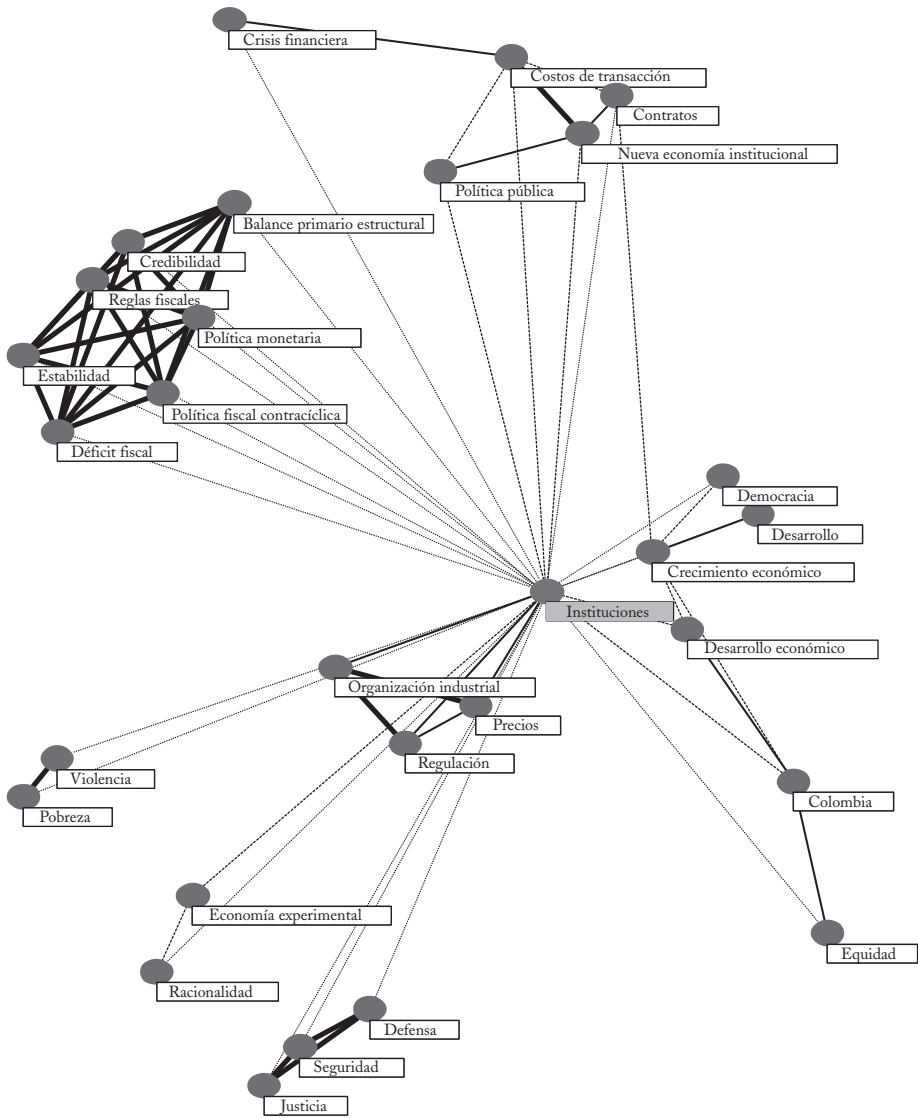 Crisis financiera
Costos de transacción
Contratos
Nueva economía institucional
Política pública
Balance primario estructural
Credibilidad
Reglas fiscales
Política monetaria
Estabilidad
Política fiscal contracíclica
Déficit fiscal
Democracia
Desarrollo
Crecimiento económico
Instituciones
Desarrollo económico
Organización industrial
Precios
Regulación
Violencia
Colombia
Pobreza
Economía experimental
Equidad
Racionalidad
Defensa
Seguridad
Justicia